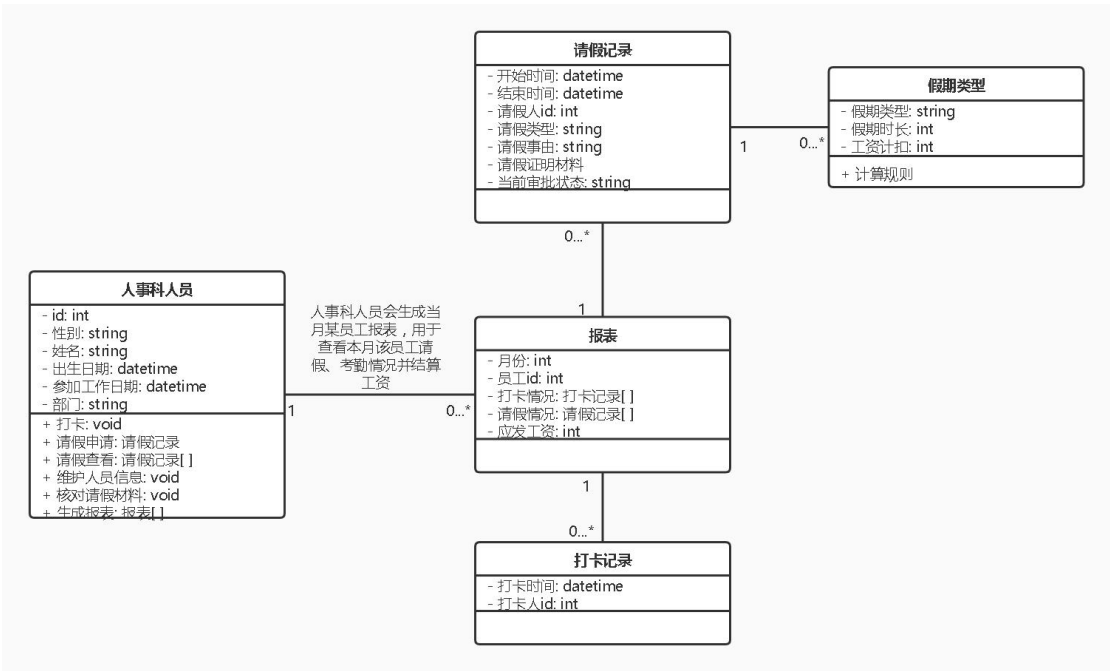 请假记录
- 开始时间: datetime
- 结束时间: datetime
- 请假人id: int
- 请假类型: string
- 请假事由: string
- 请假证明材料
- 当前审批状态: string
假期类型
- 假期类型: string
- 假期时长: int
- 工资计扣: int
+ 计算规则
1
0...*
0...*
1
人事科人员
- id: int
- 性别: string
- 姓名: string
- 出生日期: datetime
- 参加工作日期: datetime
- 部门: string
+ 打卡: void
+ 请假申请: 请假记录
+ 请假查看: 请假记录[ ]
+ 维护人员信息: void
+ 核对请假材料: void
+ 生成报表: 报表[ ]
人事科人员会生成当
月某员工报表，用于
查看本月该员工请
假、考勤情况并结算
工资
1
0...*
报表
- 月份: int
- 员工id: int
- 打卡情况: 打卡记录[ ]
- 请假情况: 请假记录[ ]
- 应发工资: int
1
0...*
打卡记录
- 打卡时间: datetime
- 打卡人id: int